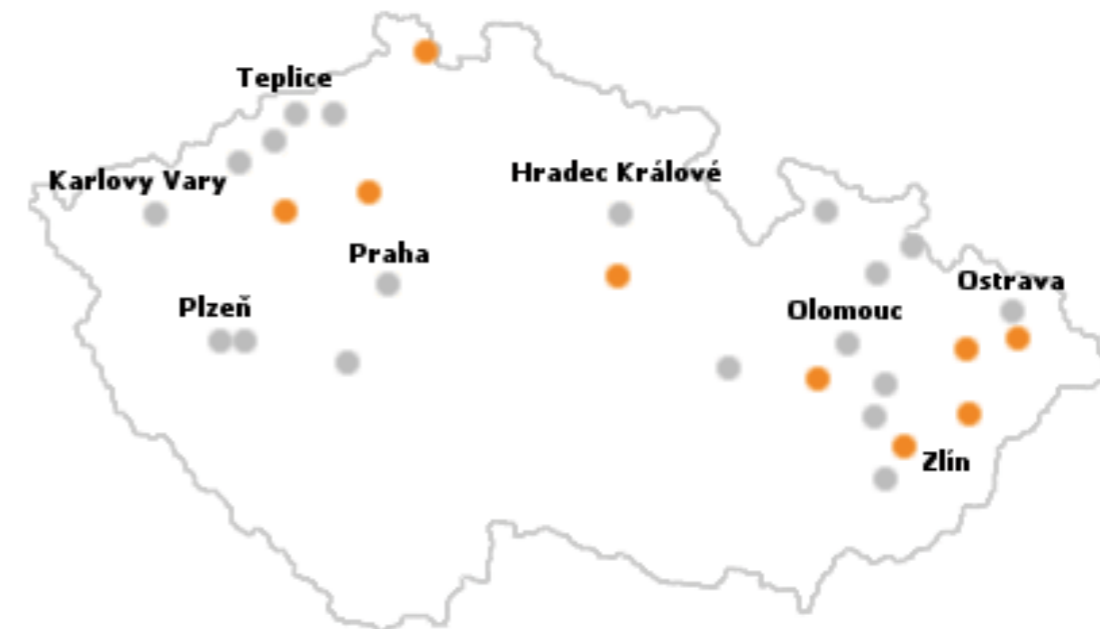 Teplice
Hradec Králové
Karlovy Vary
Praha
Ostrava
Plzeň
Olomouc
Zlín